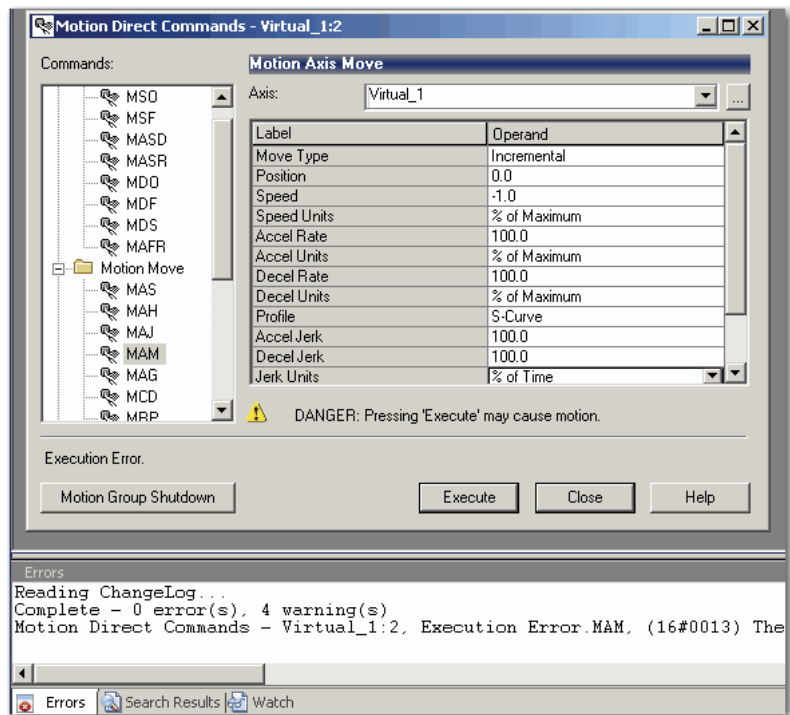 Motion Direct Commands - Virtual_1:2
Commands:
MSO
MSF
MASD
MASR
MDO
MDF
MDS
MAFR
Motion Move
MAS
MAH
MAJ
MAM
MAG
MCD
MRP
Motion Axis Move
Axis: Virtual_1 ...
Label Operand
Move Type Incremental
Position 0.0
Speed -1.0
Speed Units % of Maximum
Accel Rate 100.0
Accel Units % of Maximum
Decel Rate 100.0
Decel Units % of Maximum
Profile S-Curve
Accel Jerk 100.0
Decel Jerk 100.0
Jerk Units % of Time
DANGER: Pressing 'Execute' may cause motion.
Execution Error.
Motion Group Shutdown Execute Close Help
Errors
Reading ChangeLog...
Complete - 0 error(s), 4 warning(s)
Motion Direct Commands - Virtual_1:2, Execution Error.MAM, (16#0013) The
Errors Search Results Watch